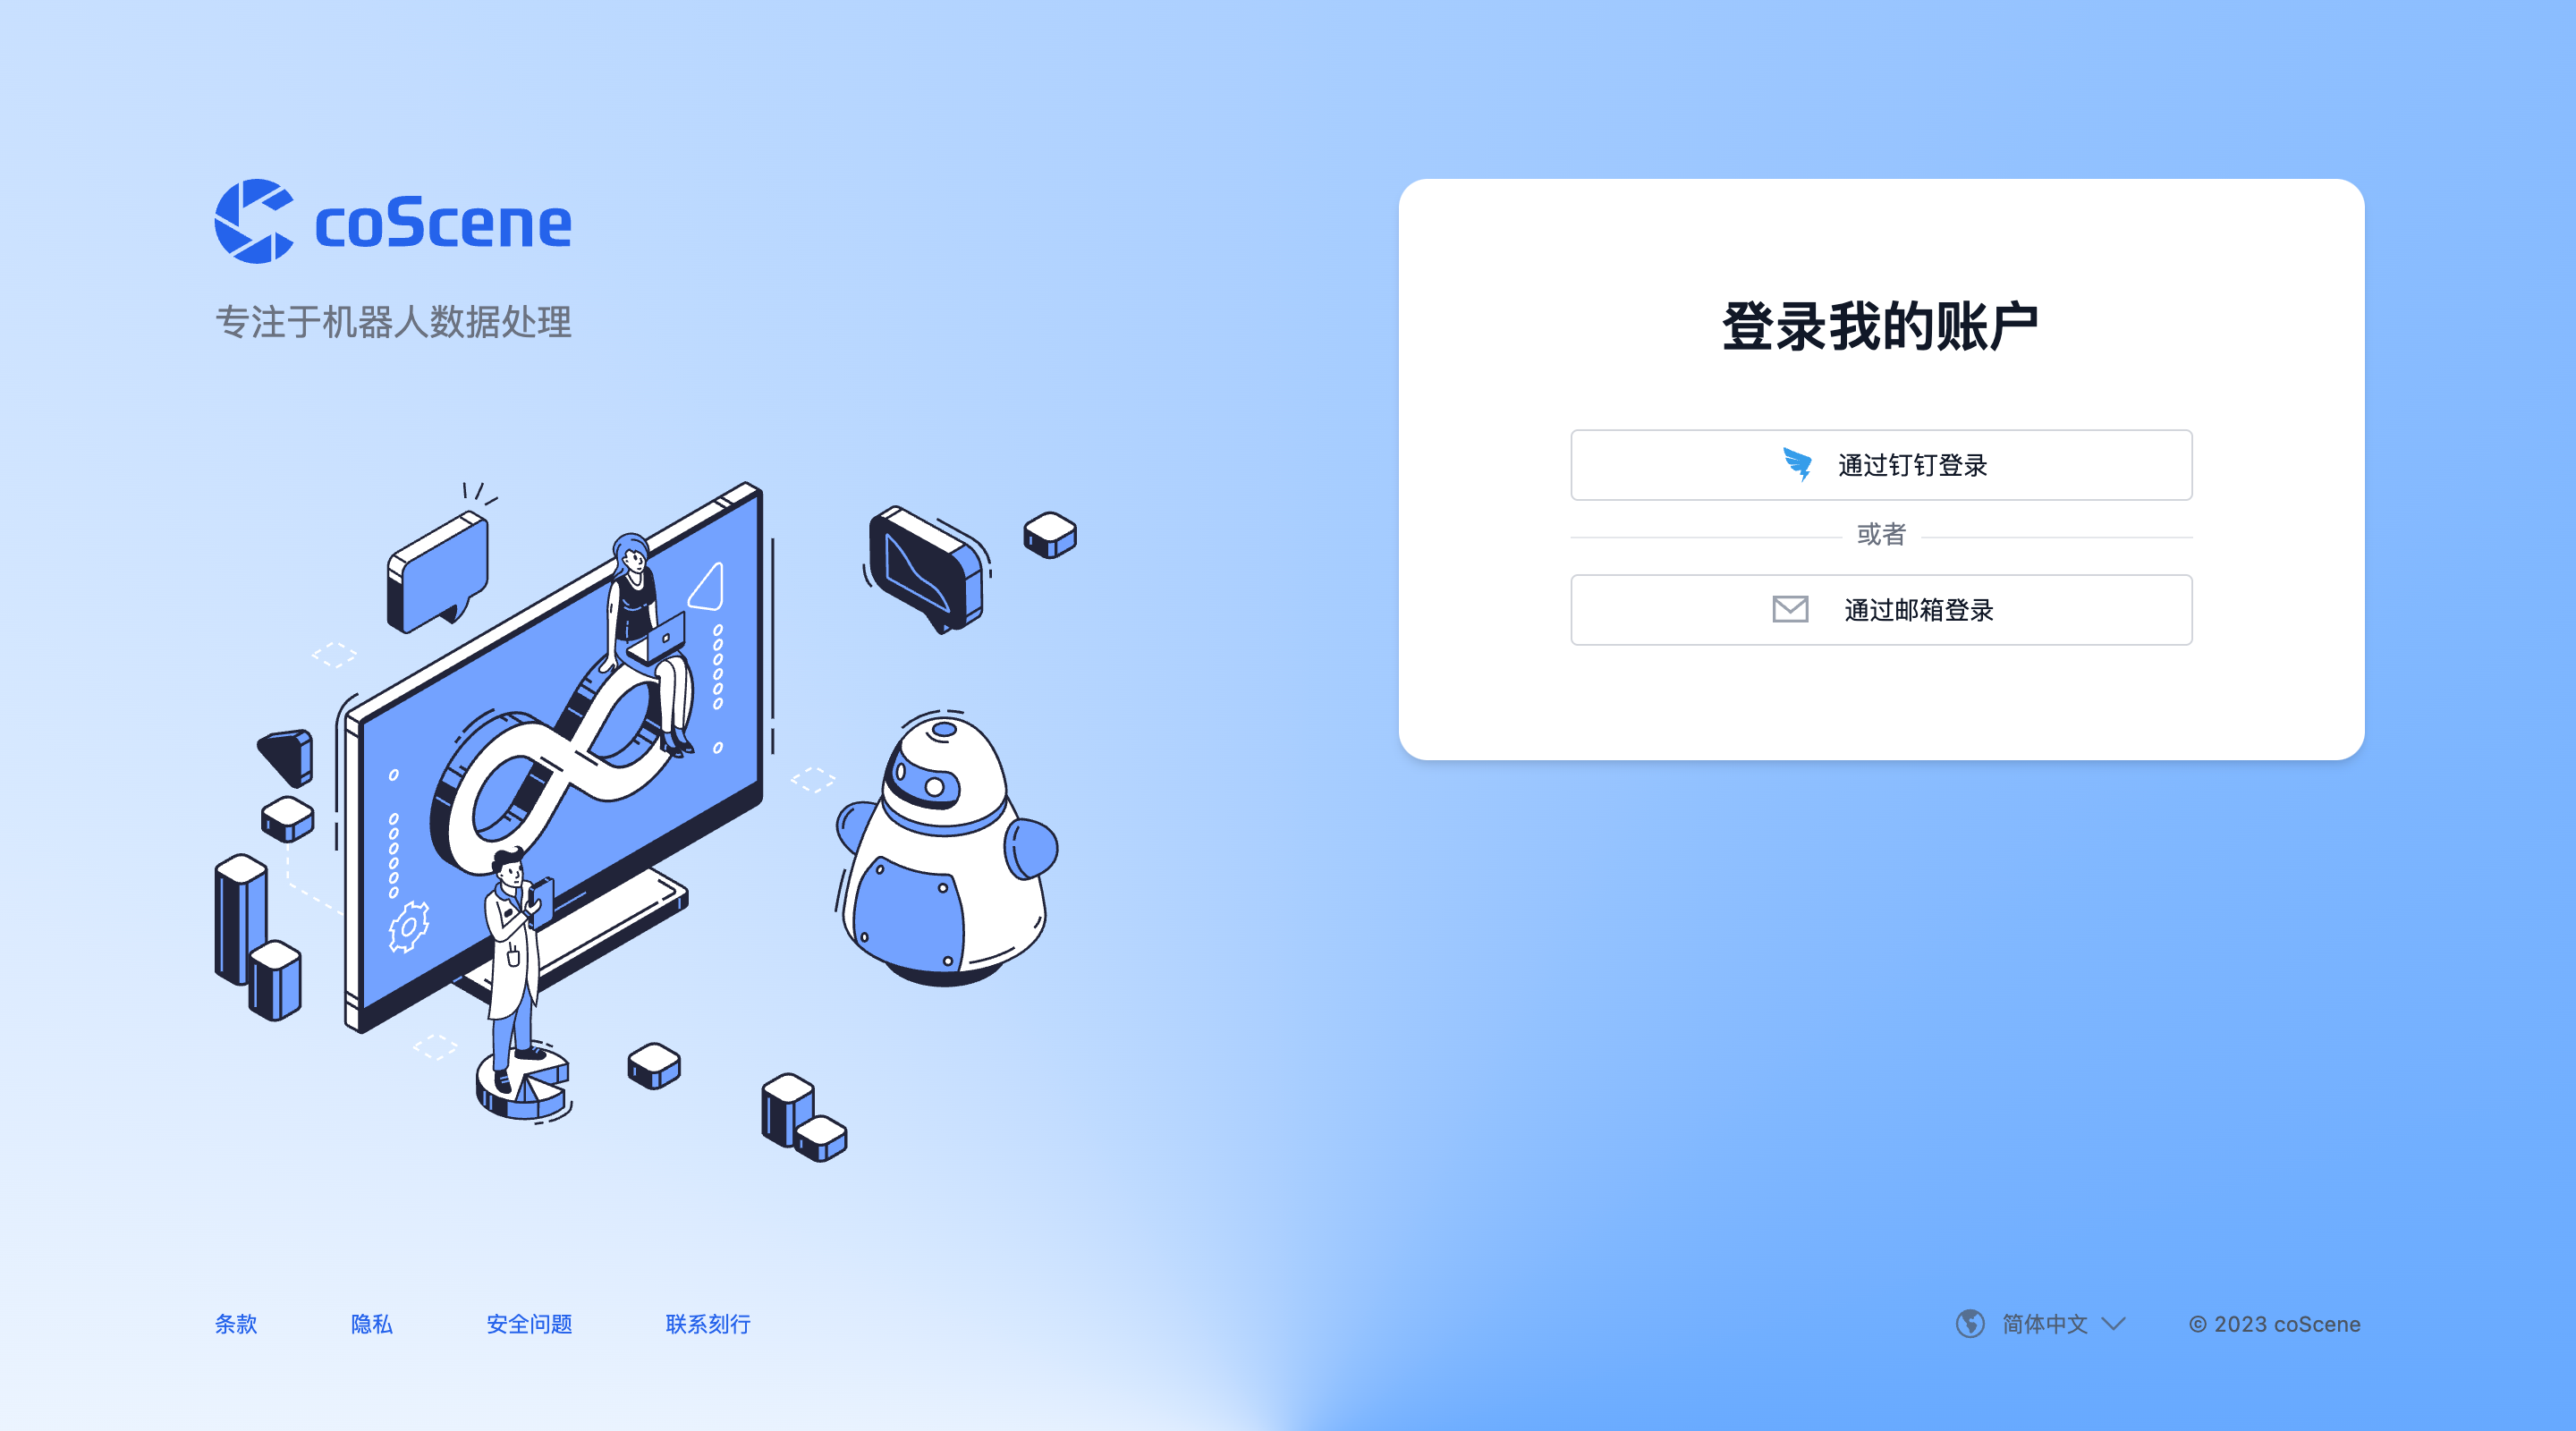 coScene
专注于机器人数据处理
登录我的账户
通过钉钉登录
或者
通过邮箱登录
条款
隐私
安全问题
联系刻行
简体中文
© 2023 coScene